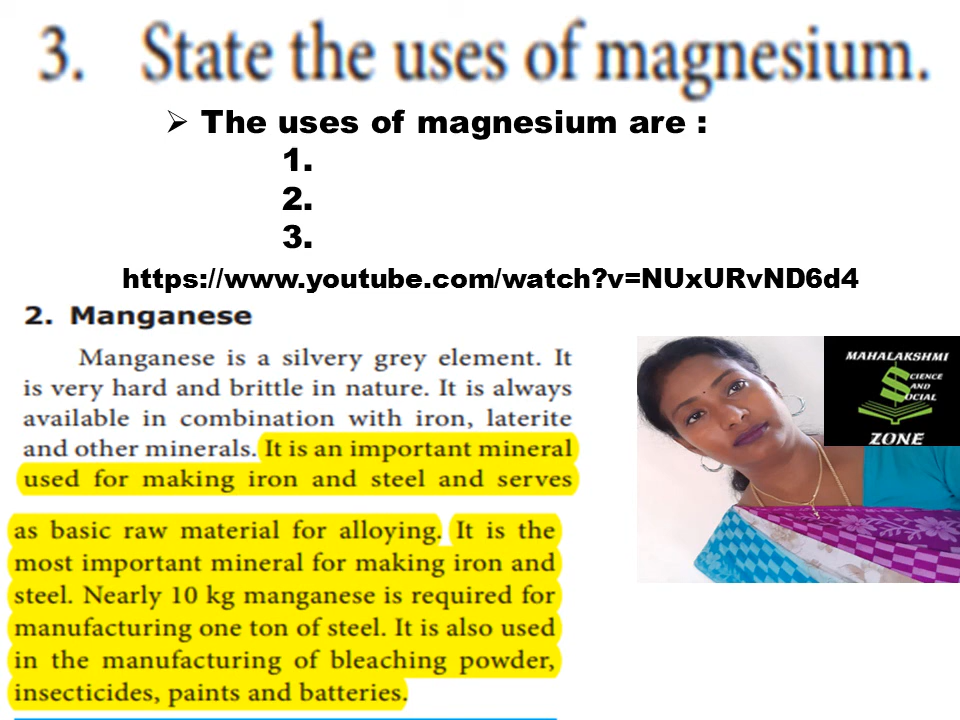 3. State the uses of magnesium.
➢ The uses of magnesium are :
1.
2.
3.
https://www.youtube.com/watch?v=NUxURvND6d4
2. Manganese
Manganese is a silvery grey element. It
is very hard and brittle in nature. It is always
available in combination with iron, laterite
and other minerals. It is an important mineral
used for making iron and steel and serves
as basic raw material for alloying. It is the
most important mineral for making iron and
steel. Nearly 10 kg manganese is required for
manufacturing one ton of steel. It is also used
in the manufacturing of bleaching powder,
insecticides, paints and batteries.
MAHALAKSHMI
SCIENCE
AND
SOCIAL
ZONE